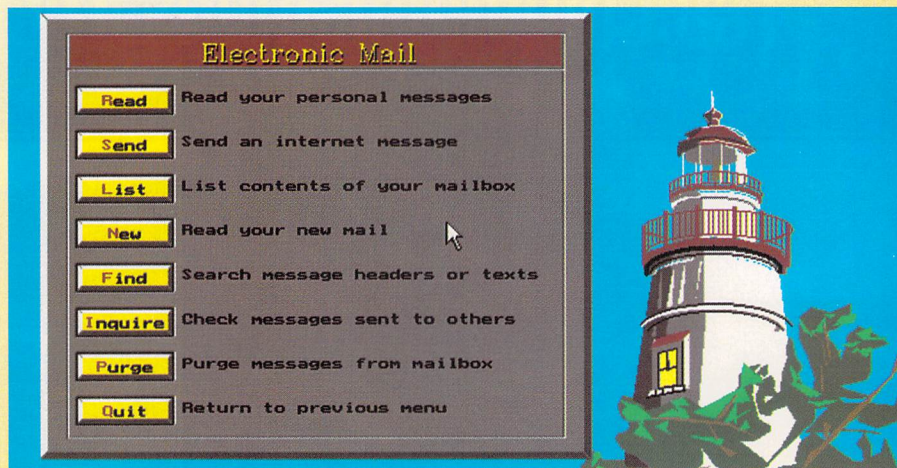 Electronic Mail
Read Read your personal messages
Send Send an internet message
List List contents of your mailbox
New Read your new mail
Find Search message headers or texts
Inquire Check messages sent to others
Purge Purge messages from mailbox
Quit Return to previous menu